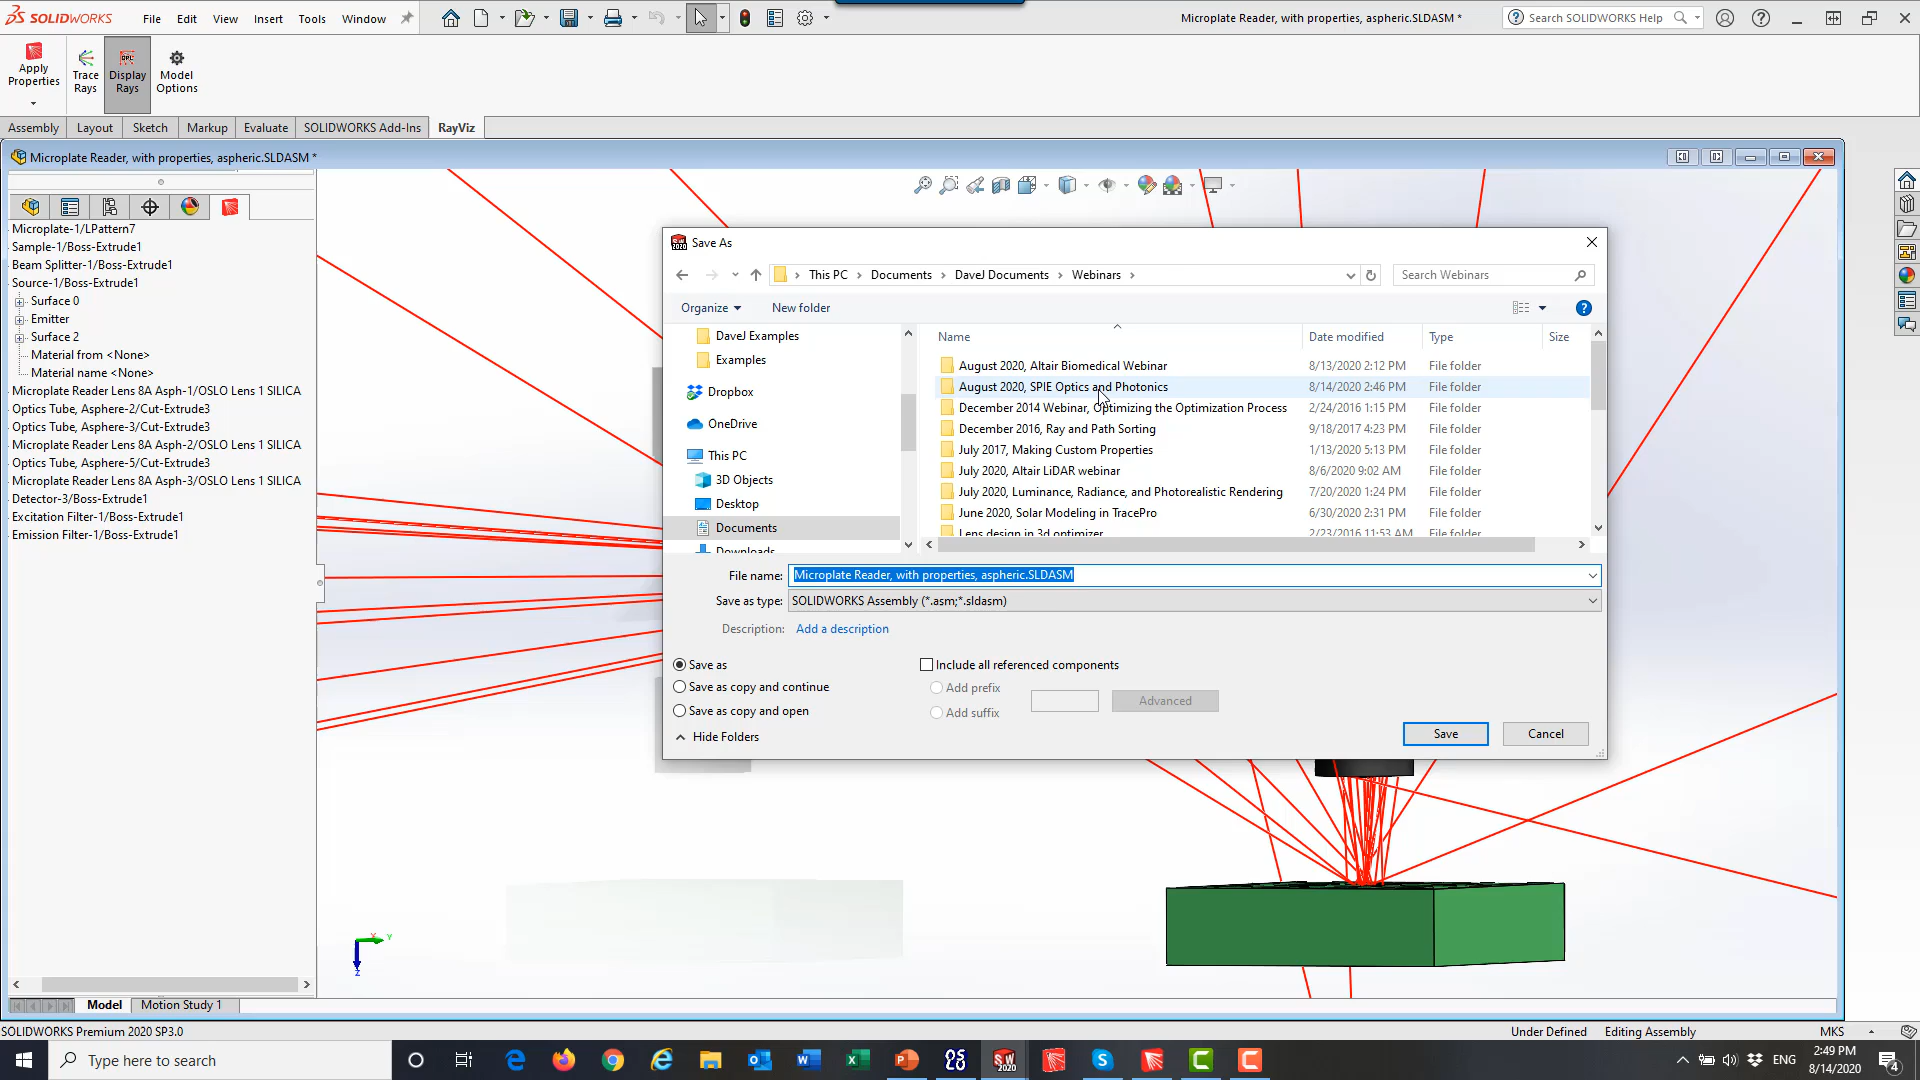 SOLIDWORKS File Edit View Insert Tools Window Microplate Reader, with properties, aspheric.SLDASM * Search SOLIDWORKS Help
Apply Properties
Trace Rays
Display Rays
Model Options
Assembly Layout Sketch Markup Evaluate SOLIDWORKS Add-Ins RayViz
Microplate Reader, with properties, aspheric.SLDASM *
Microplate-1/LPattern7
Sample-1/Boss-Extrude1
Beam Splitter-1/Boss-Extrude1
Source-1/Boss-Extrude1
Surface 0
Emitter
Surface 2
Material from <None>
Material name <None>
Microplate Reader Lens 8A Asph-1/OSLO Lens 1 SILICA
Optics Tube, Asphere-2/Cut-Extrude3
Optics Tube, Asphere-3/Cut-Extrude3
Microplate Reader Lens 8A Asph-2/OSLO Lens 1 SILICA
Optics Tube, Asphere-5/Cut-Extrude3
Microplate Reader Lens 8A Asph-3/OSLO Lens 1 SILICA
Detector-3/Boss-Extrude1
Excitation Filter-1/Boss-Extrude1
Emission Filter-1/Boss-Extrude1
Save As
This PC > Documents > DaveJ Documents > Webinars >
Search Webinars
Organize New folder
DaveJ Examples
Examples
Dropbox
OneDrive
This PC
3D Objects
Desktop
Documents
Downloads
Name Date modified Type Size
August 2020, Altair Biomedical Webinar 8/13/2020 2:12 PM File folder
August 2020, SPIE Optics and Photonics 8/14/2020 2:46 PM File folder
December 2014 Webinar, Optimizing the Optimization Process 2/24/2016 1:15 PM File folder
December 2016, Ray and Path Sorting 9/18/2017 4:23 PM File folder
July 2017, Making Custom Properties 1/13/2020 5:13 PM File folder
July 2020, Altair LiDAR webinar 8/6/2020 9:02 AM File folder
July 2020, Luminance, Radiance, and Photorealistic Rendering 7/20/2020 1:24 PM File folder
June 2020, Solar Modeling in TracePro 6/30/2020 2:31 PM File folder
Lens design in 3d optimizer 2/23/2016 11:53 AM File folder
File name: Microplate Reader, with properties, aspheric.SLDASM
Save as type: SOLIDWORKS Assembly (*.asm;*.sldasm)
Description: Add a description
Save as
Save as copy and continue
Save as copy and open
Include all referenced components
Add prefix
Add suffix
Advanced
Hide Folders
Save Cancel
X Y
Z
Model Motion Study 1
SOLIDWORKS Premium 2020 SP3.0 Under Defined Editing Assembly MKS
Type here to search
ENG
2:49 PM
8/14/2020
4